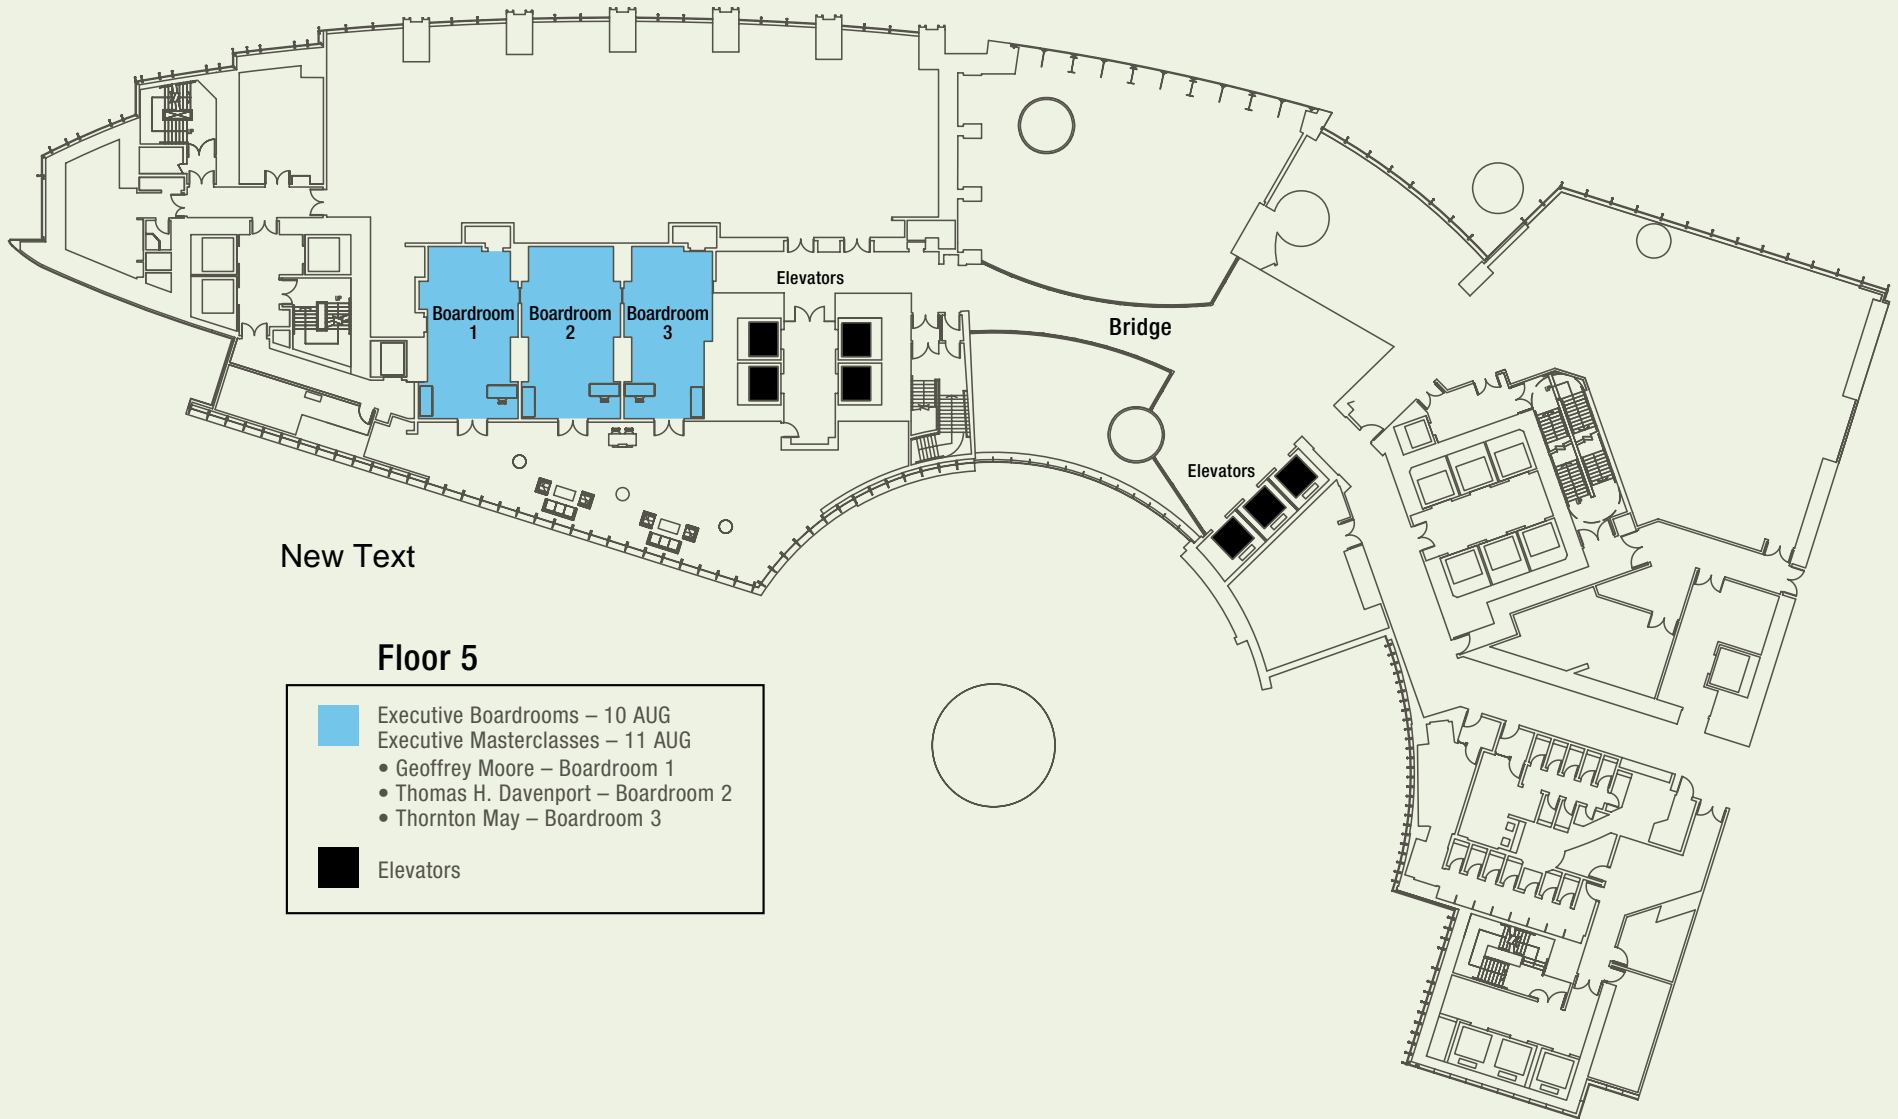 Elevators
Boardroom
1
Boardroom
2
Boardroom
3
Bridge
Elevators
New Text
Floor 5
Executive Boardrooms – 10 AUG
Executive Masterclasses – 11 AUG
• Geoffrey Moore – Boardroom 1
• Thomas H. Davenport – Boardroom 2
• Thornton May – Boardroom 3
Elevators